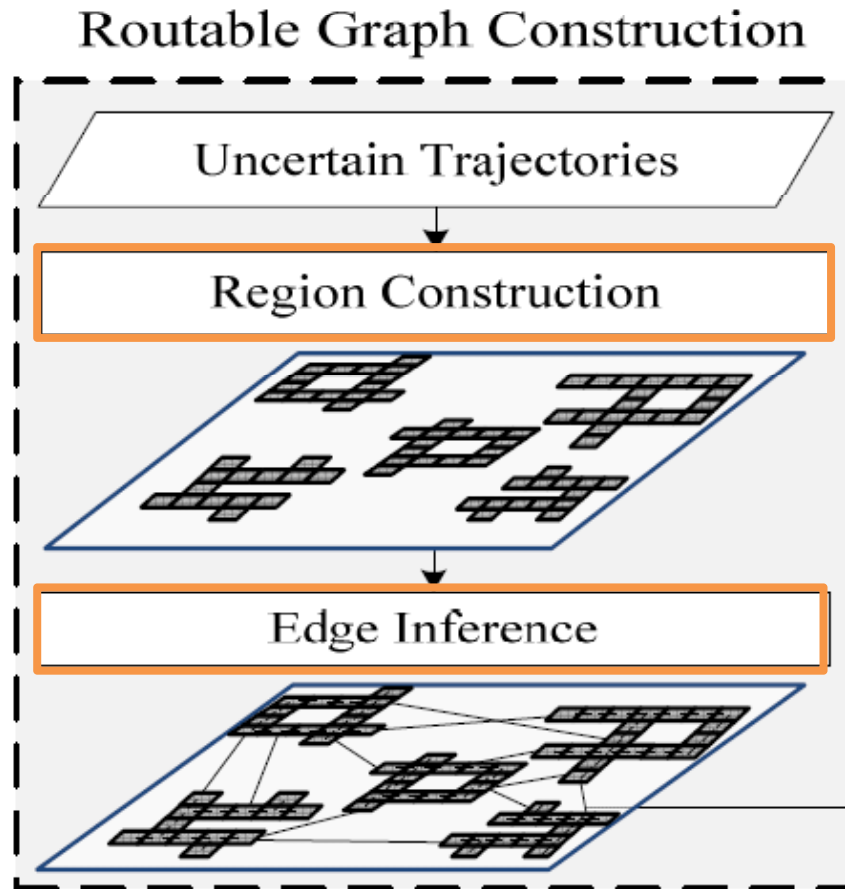 Routable Graph Construction
Uncertain Trajectories
Region Construction
Edge Inference